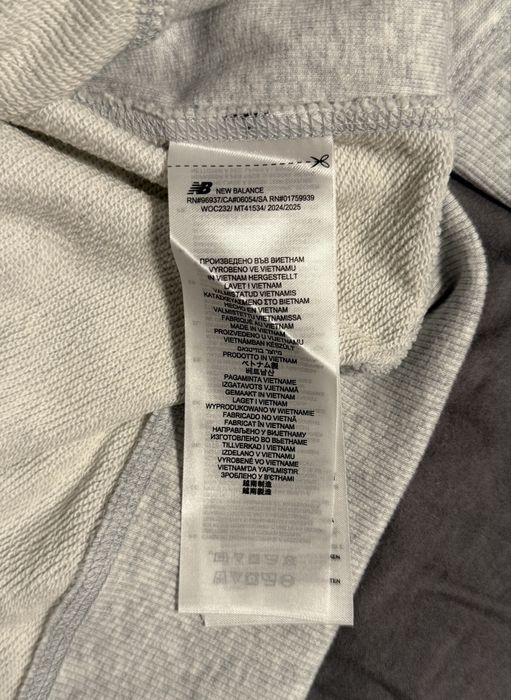 NB NEW BALANCE
RN#96937/CA#06054/SA RN#01759939
WOC232/ MT41534/ 2024/2025
ПРОИЗВЕДЕНО ВЪВ ВИЕТНАМ
VYROBENO VE VIETNAMU
IN VIETNAM HERGESTELLT
LAVET I VIETNAM
VALMISTATUD VIETNAMIS
ΚΑΤΑΣΚΕΥΑΣΜΕΝΟ ΣΤΟ ΒΙΕΤΝΑΜ
HECHO EN VIETNAM
VALMISTETTU VIETNAMISSA
FABRIQUÉ AU VIETNAM
MADE IN VIETNAM
PROIZVEDENO U VIJETNAMU
VIETNÁMBAN KÉSZÜLT
PRODOTTO IN VIETNAM
ベトナム製
베트남산
PAGAMINTA VIETNAME
IZGATAVOTS VJETNAMĀ
GEMAAKT IN VIETNAM
LAGET I VIETNAM
WYPRODUKOWANO W WIETNAMIE
FABRICADO NO VIETNÃ
FABRICAT ÎN VIETNAM
НАПРАВЉЕНО У ВИЈЕТНАМУ
ИЗГОТОВЛЕНО ВО ВЬЕТНАМЕ
TILLVERKAD I VIETNAM
IZDELANO V VIETNAMU
VYROBENÉ VO VIETNAME
VIETNAM'DA YAPILMIŞTIR
ЗРОБЛЕНО У В'ЄТНАМІ
越南制造
越南製造